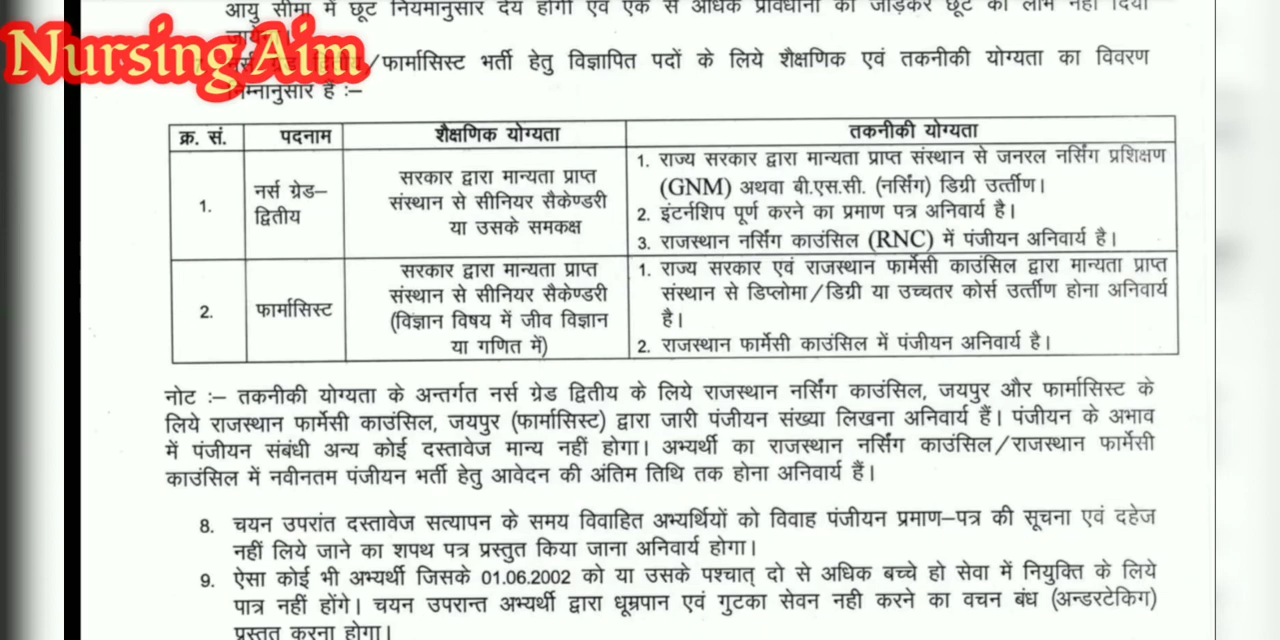 आयु सीमा में छूट नियमानुसार देय होगी एवं एक से अधिक प्रावधानों को जोड़कर छूट का लाभ नहीं दिया
जायेगा।
Nursing Aim
नर्स ग्रेड द्वितीय/फार्मासिस्ट भर्ती हेतु विज्ञापित पदों के लिये शैक्षणिक एवं तकनीकी योग्यता का विवरण
निम्नानुसार है :–
क्र. सं. पदनाम शैक्षणिक योग्यता तकनीकी योग्यता
1.
नर्स ग्रेड–
द्वितीय
सरकार द्वारा मान्यता प्राप्त
संस्थान से सीनियर सैकेण्डरी
या उसके समकक्ष
1. राज्य सरकार द्वारा मान्यता प्राप्त संस्थान से जनरल नर्सिंग प्रशिक्षण
(GNM) अथवा बी.एस.सी. (नर्सिंग) डिग्री उर्त्तीण।
2. इंटर्नशिप पूर्ण करने का प्रमाण पत्र अनिवार्य है।
3. राजस्थान नर्सिंग काउंसिल (RNC) में पंजीयन अनिवार्य है।
2.
फार्मासिस्ट
सरकार द्वारा मान्यता प्राप्त
संस्थान से सीनियर सैकेण्डरी
(विज्ञान विषय में जीव विज्ञान
या गणित में)
1. राज्य सरकार एवं राजस्थान फार्मेसी काउंसिल द्वारा मान्यता प्राप्त
संस्थान से डिप्लोमा/डिग्री या उच्चतर कोर्स उर्त्तीण होना अनिवार्य
है।
2. राजस्थान फार्मेसी काउंसिल में पंजीयन अनिवार्य है।
नोट :– तकनीकी योग्यता के अन्तर्गत नर्स ग्रेड द्वितीय के लिये राजस्थान नर्सिंग काउंसिल, जयपुर और फार्मासिस्ट के
लिये राजस्थान फार्मेसी काउंसिल, जयपुर (फार्मासिस्ट) द्वारा जारी पंजीयन संख्या लिखना अनिवार्य हैं। पंजीयन के अभाव
में पंजीयन संबंधी अन्य कोई दस्तावेज मान्य नहीं होगा। अभ्यर्थी का राजस्थान नर्सिंग काउंसिल/राजस्थान फार्मेसी
काउंसिल में नवीनतम पंजीयन भर्ती हेतु आवेदन की अंतिम तिथि तक होना अनिवार्य हैं।
8. चयन उपरांत दस्तावेज सत्यापन के समय विवाहित अभ्यर्थियों को विवाह पंजीयन प्रमाण–पत्र की सूचना एवं दहेज
नहीं लिये जाने का शपथ पत्र प्रस्तुत किया जाना अनिवार्य होगा।
9. ऐसा कोई भी अभ्यर्थी जिसके 01.06.2002 को या उसके पश्चात् दो से अधिक बच्चे हो सेवा में नियुक्ति के लिये
पात्र नहीं होंगे। चयन उपरान्त अभ्यर्थी द्वारा धूम्रपान एवं गुटका सेवन नही करने का वचन बंध (अन्डरटेकिंग)
प्रस्तुत करना होगा।